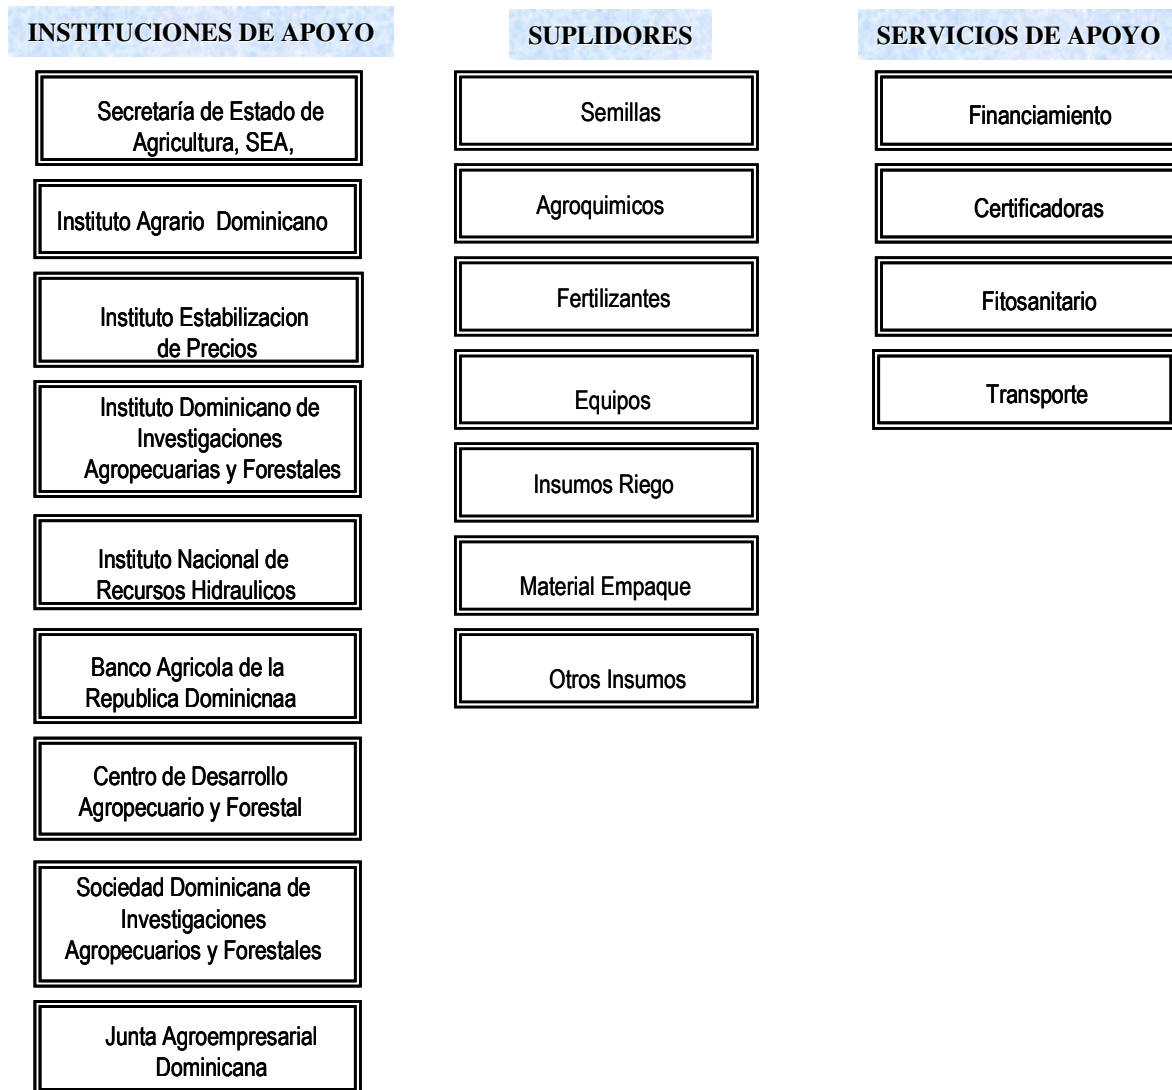 INSTITUCIONES DE APOYO
Secretaría de Estado de
Agricultura, SEA,
Instituto Agrario Dominicano
Instituto Estabilizacion
de Precios
Instituto Dominicano de
Investigaciones
Agropecuarias y Forestales
Instituto Nacional de
Recursos Hidraulicos
Banco Agricola de la
Republica Dominicnaa
Centro de Desarrollo
Agropecuario y Forestal
Sociedad Dominicana de
Investigaciones
Agropecuarios y Forestales
Junta Agroempresarial
Dominicana
SUPLIDORES
Semillas
Agroquimicos
Fertilizantes
Equipos
Insumos Riego
Material Empaque
Otros Insumos
SERVICIOS DE APOYO
Financiamiento
Certificadoras
Fitosanitario
Transporte